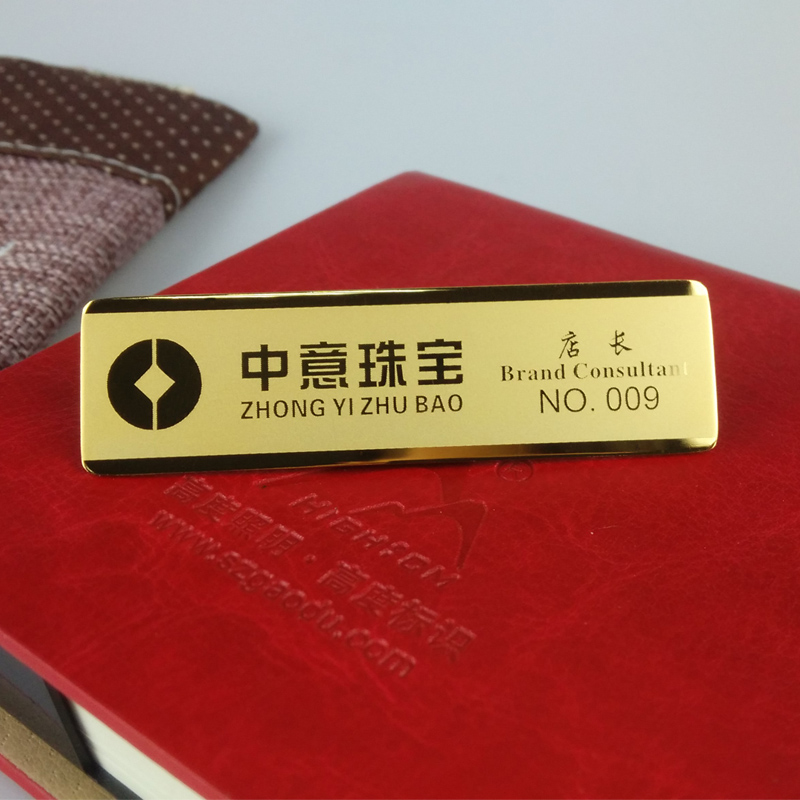 中意珠宝
ZHONG YI ZHU BAO
店长
Brand Consultant
NO. 009
®
HIGHFOM
高度照明·高度标识
www.szgaodu.com